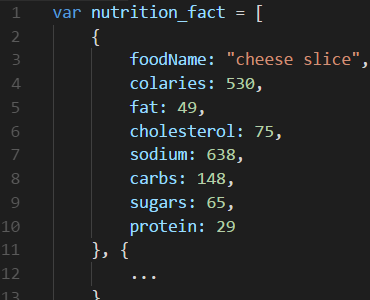 1 var nutrition_fact = [
2 {
3 foodName: "cheese slice",
4 colaries: 530,
5 fat: 49,
6 cholesterol: 75,
7 sodium: 638,
8 carbs: 148,
9 sugars: 65,
10 protein: 29
11 }, {
12 ...
13 }